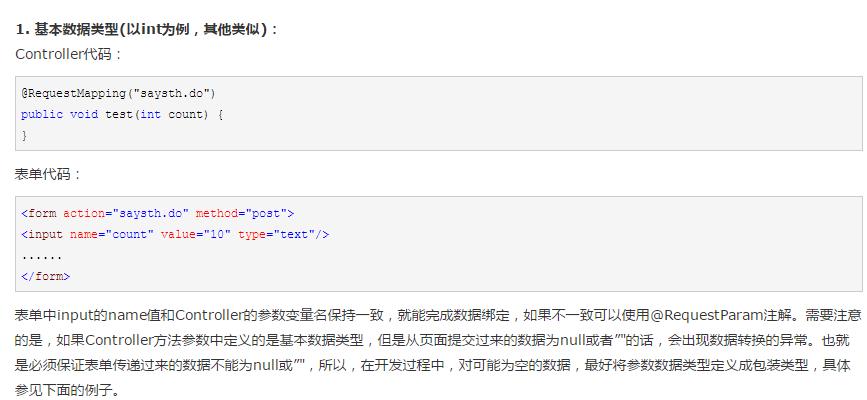 1. 基本数据类型(以int为例，其他类似)：
Controller代码：
@RequestMapping("saysth.do")
public void test(int count) {
}
表单代码：
<form action="saysth.do" method="post">
<input name="count" value="10" type="text"/>
......
</form>
表单中input的name值和Controller的参数变量名保持一致，就能完成数据绑定，如果不一致可以使用@RequestParam注解。需要注意
的是，如果Controller方法参数中定义的是基本数据类型，但是从页面提交过来的数据为null或者””的话，会出现数据转换的异常。也就
是必须保证表单传递过来的数据不能为null或””，所以，在开发过程中，对可能为空的数据，最好将参数数据类型定义成包装类型，具体
参见下面的例子。